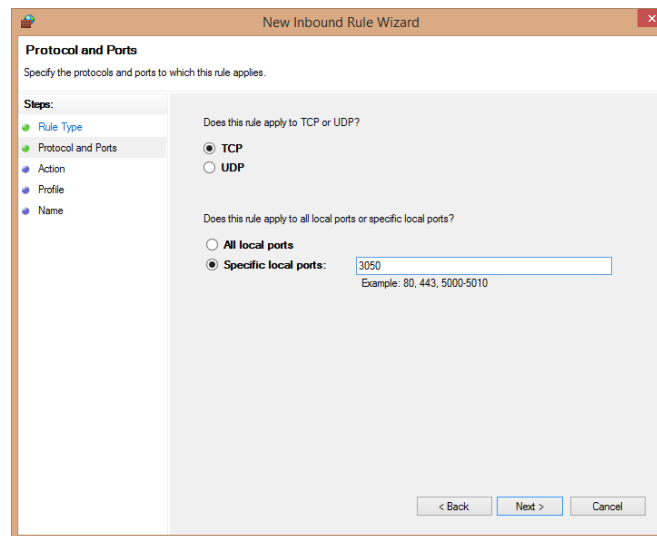 New Inbound Rule Wizard
Protocol and Ports
Specify the protocols and ports to which this rule applies.
Steps:
Rule Type
Protocol and Ports
Action
Profile
Name
Does this rule apply to TCP or UDP?
TCP
UDP
Does this rule apply to all local ports or specific local ports?
All local ports
Specific local ports: 3050
Example: 80, 443, 5000-5010
< Back Next > Cancel